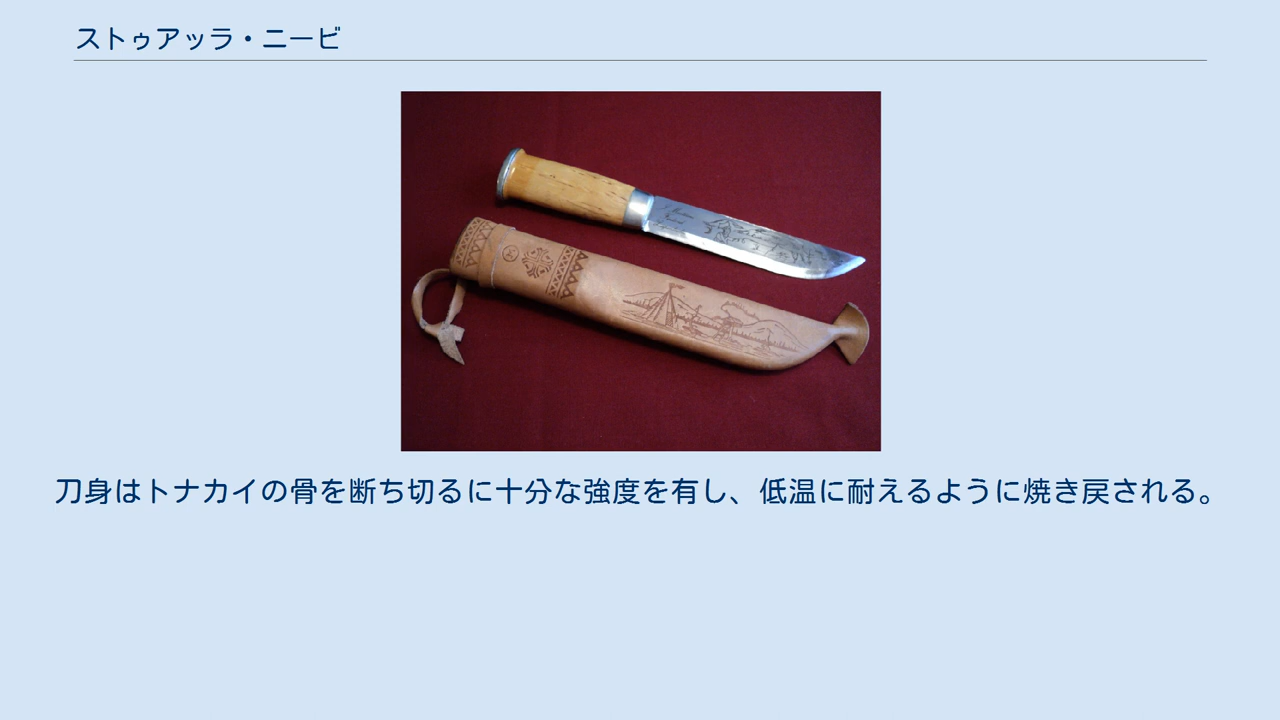 ストゥアッラ・ニービ
刀身はトナカイの骨を断ち切るに十分な強度を有し、低温に耐えるように焼き戻される。